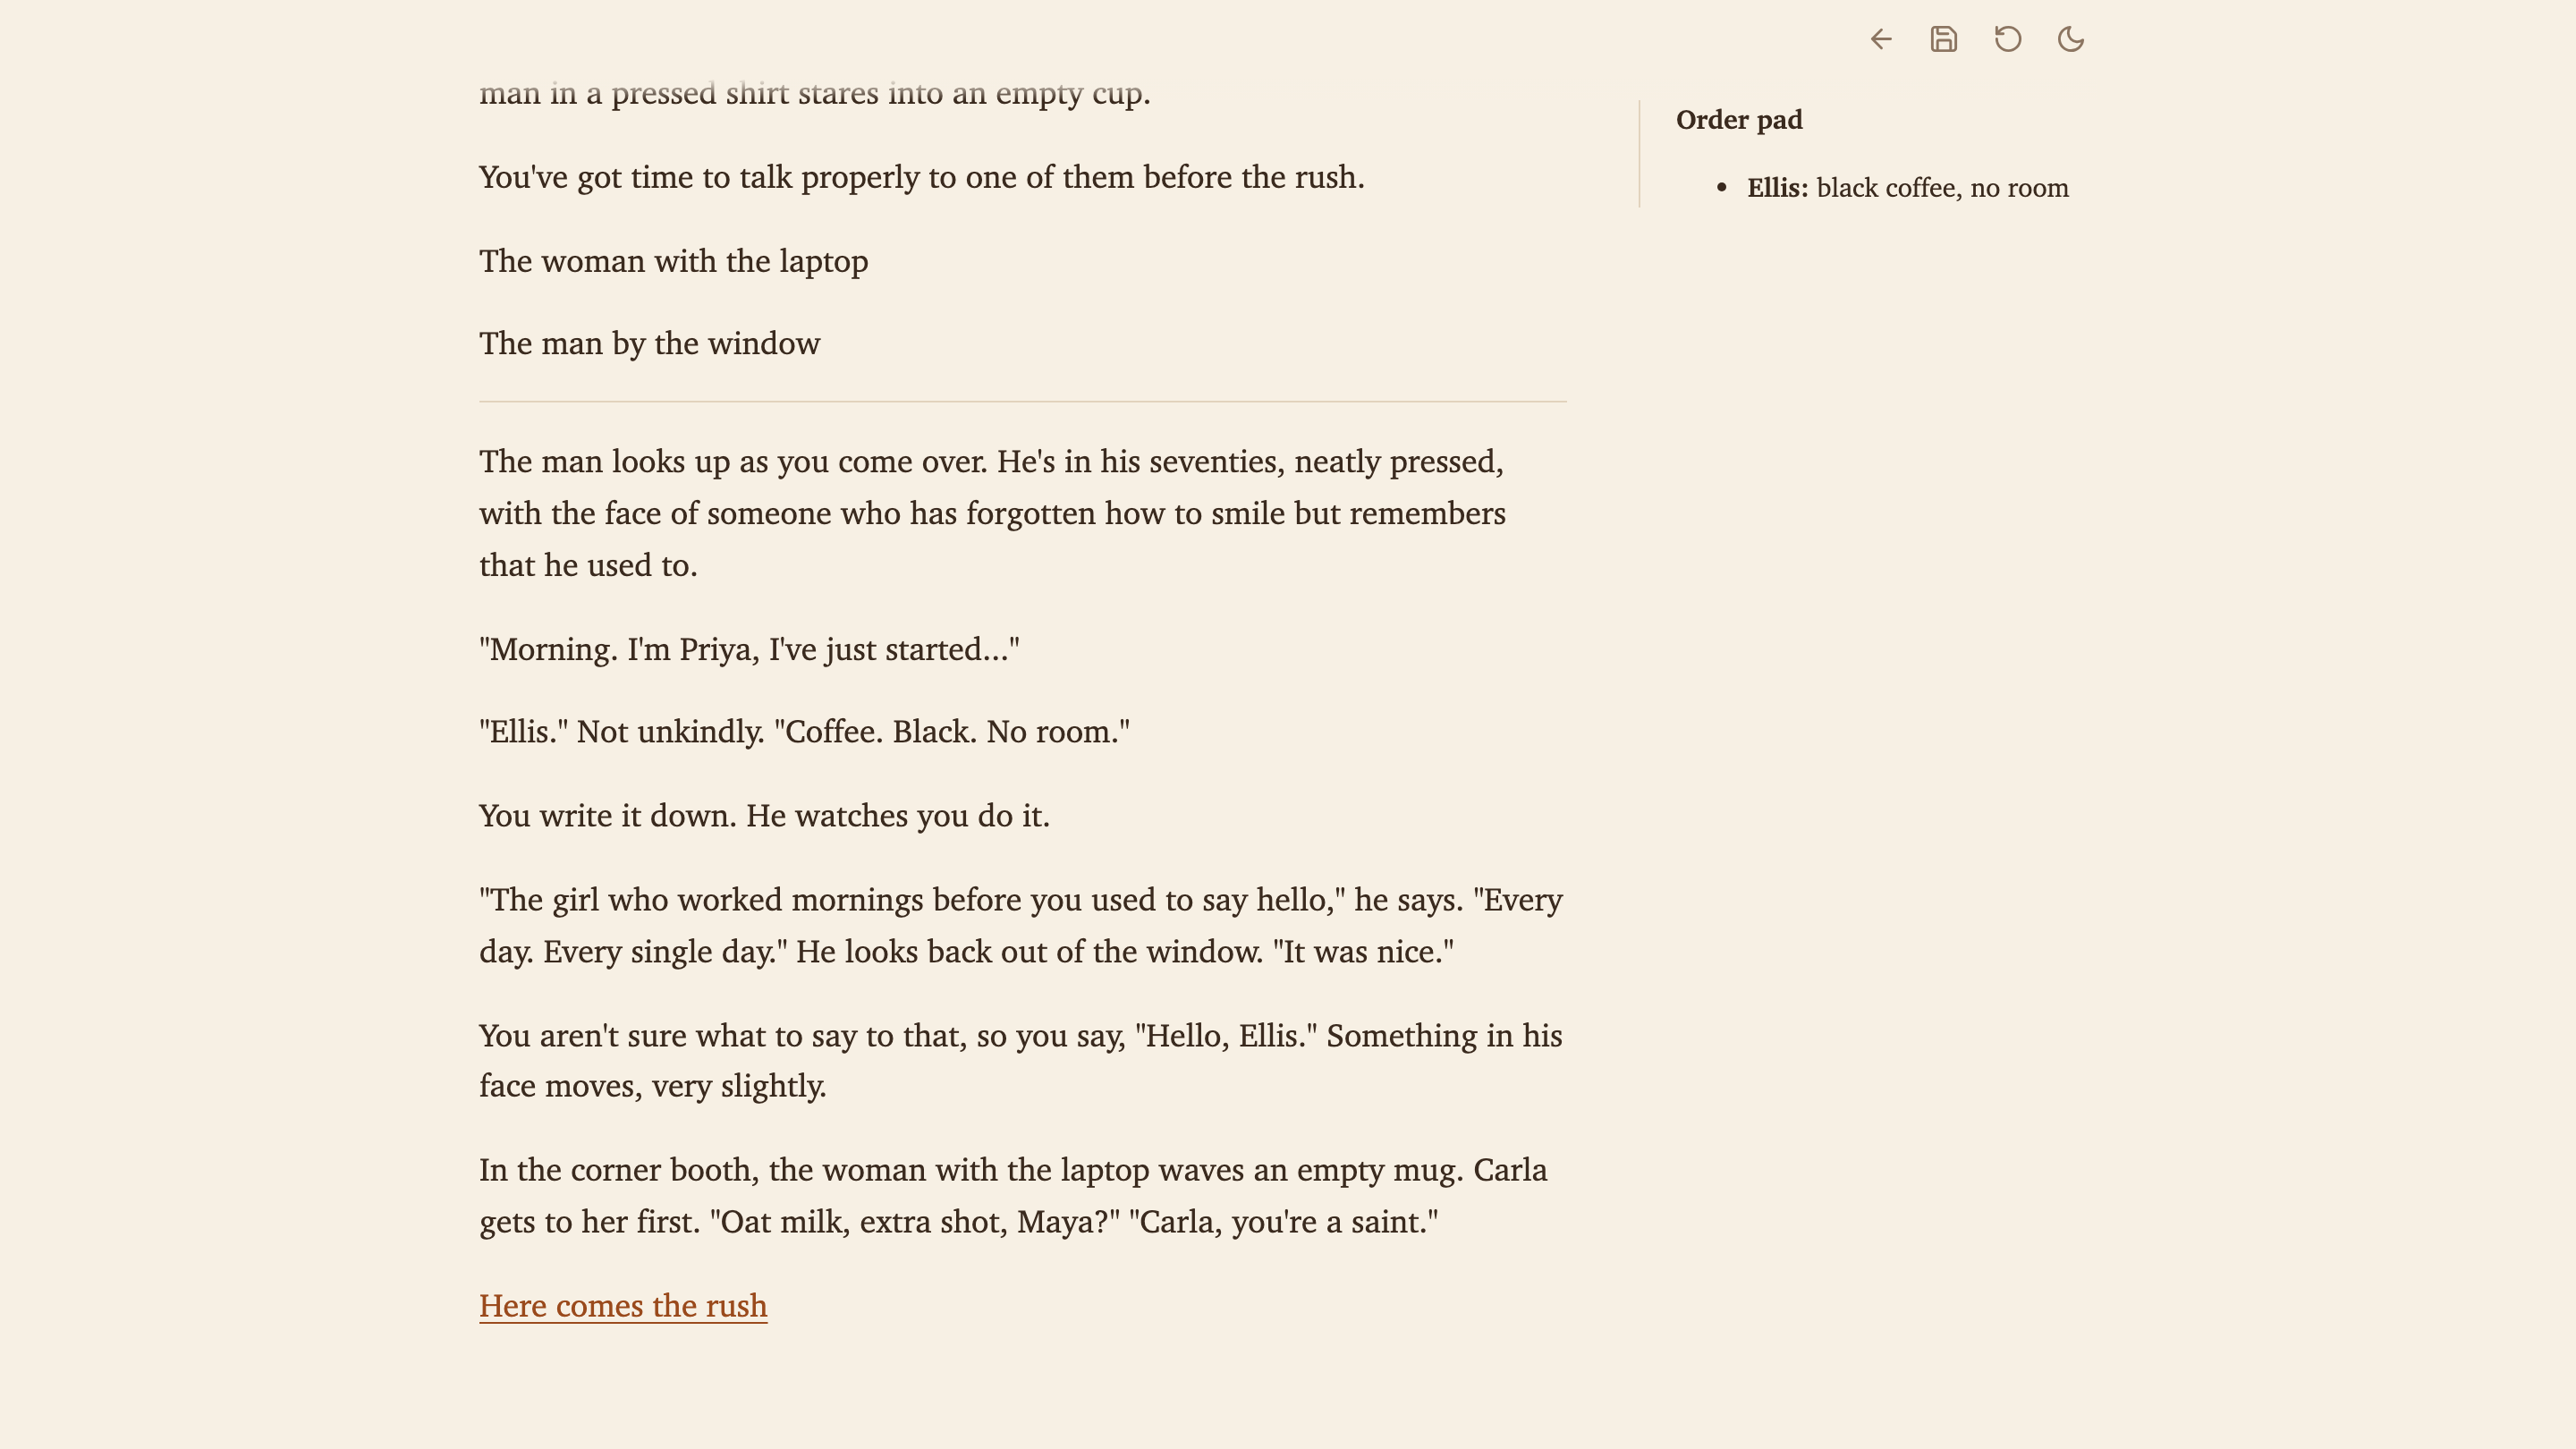 man in a pressed shirt stares into an empty cup.
You've got time to talk properly to one of them before the rush.
The woman with the laptop
The man by the window
The man looks up as you come over. He's in his seventies, neatly pressed,
with the face of someone who has forgotten how to smile but remembers
that he used to.
"Morning. I'm Priya, I've just started..."
"Ellis." Not unkindly. "Coffee. Black. No room."
You write it down. He watches you do it.
"The girl who worked mornings before you used to say hello," he says. "Every
day. Every single day." He looks back out of the window. "It was nice."
You aren't sure what to say to that, so you say, "Hello, Ellis." Something in his
face moves, very slightly.
In the corner booth, the woman with the laptop waves an empty mug. Carla
gets to her first. "Oat milk, extra shot, Maya?" "Carla, you're a saint."
Here comes the rush
Order pad
• Ellis: black coffee, no room